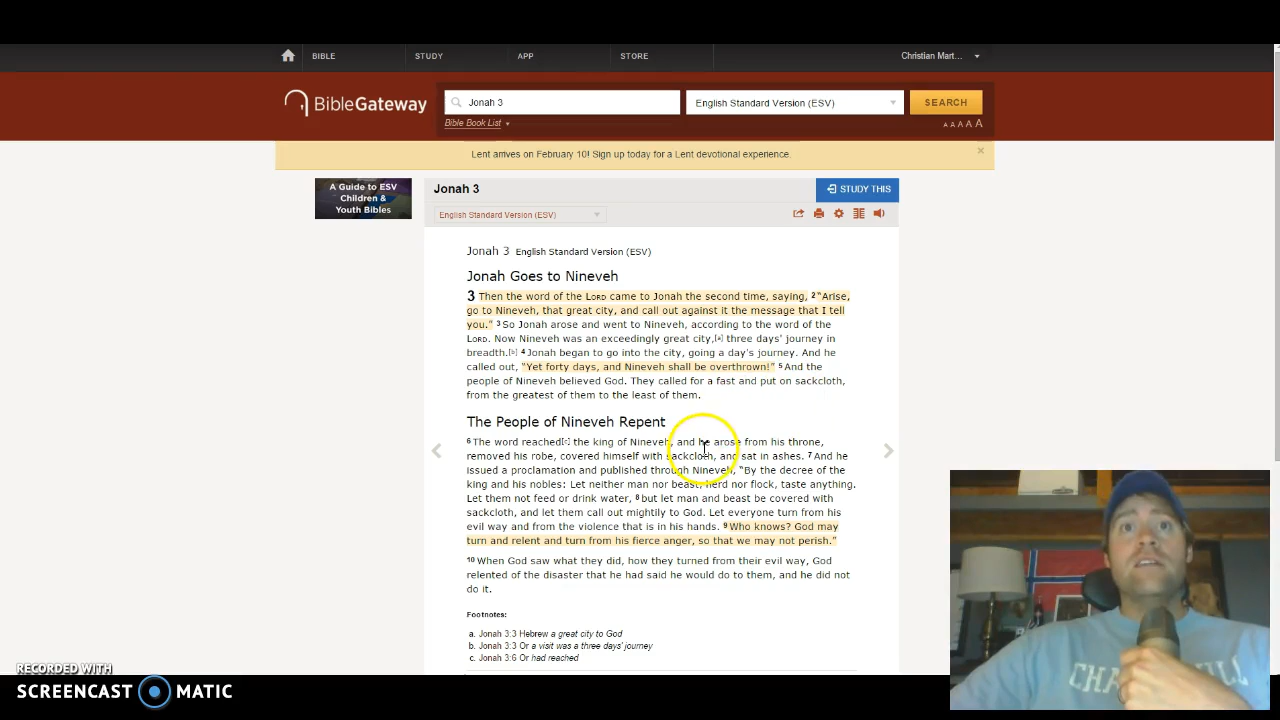 BIBLE STUDY APP STORE Christian Mart... 
BibleGateway Jonah 3 English Standard Version (ESV) SEARCH
Bible Book List A A A A A
Lent arrives on February 10! Sign up today for a Lent devotional experience. ×
A Guide to ESV
Children &
Youth Bibles
Jonah 3 STUDY THIS
English Standard Version (ESV)
Jonah 3 English Standard Version (ESV)
Jonah Goes to Nineveh
3 Then the word of the LORD came to Jonah the second time, saying, 2 “Arise,
go to Nineveh, that great city, and call out against it the message that I tell
you.” 3 So Jonah arose and went to Nineveh, according to the word of the
LORD. Now Nineveh was an exceedingly great city,[a] three days’ journey in
breadth.[b] 4 Jonah began to go into the city, going a day’s journey. And he
called out, “Yet forty days, and Nineveh shall be overthrown!” 5 And the
people of Nineveh believed God. They called for a fast and put on sackcloth,
from the greatest of them to the least of them.
The People of Nineveh Repent
6 The word reached[c] the king of Nineveh, and he arose from his throne,
removed his robe, covered himself with sackcloth, and sat in ashes. 7 And he
issued a proclamation and published through Nineveh, “By the decree of the
king and his nobles: Let neither man nor beast, herd nor flock, taste anything.
Let them not feed or drink water, 8 but let man and beast be covered with
sackcloth, and let them call out mightily to God. Let everyone turn from his
evil way and from the violence that is in his hands. 9 Who knows? God may
turn and relent and turn from his fierce anger, so that we may not perish.”
10 When God saw what they did, how they turned from their evil way, God
relented of the disaster that he had said he would do to them, and he did not
do it.
Footnotes:
a. Jonah 3:3 Hebrew a great city to God
b. Jonah 3:3 Or a visit was a three days’ journey
c. Jonah 3:6 Or had reached
RECORDED WITH
SCREENCAST MATIC